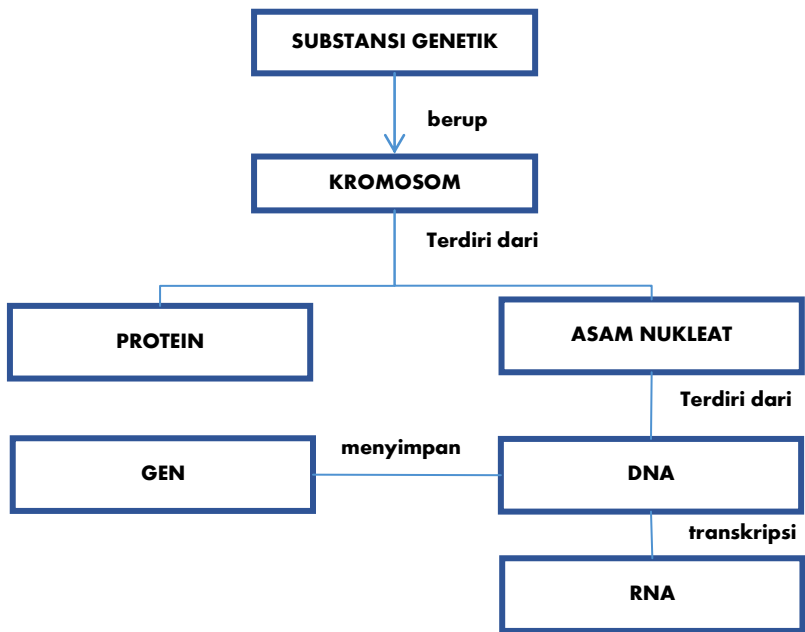 SUBSTANSI GENETIK
berup
KROMOSOM
Terdiri dari
PROTEIN
ASAM NUKLEAT
Terdiri dari
GEN
menyimpan
DNA
transkripsi
RNA